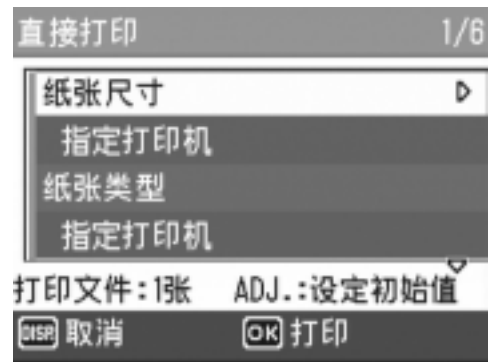 直接打印 1/6
纸张尺寸
指定打印机
纸张类型
指定打印机
打印文件:1张 ADJ.:设定初始值
DISP. 取消 OK 打印